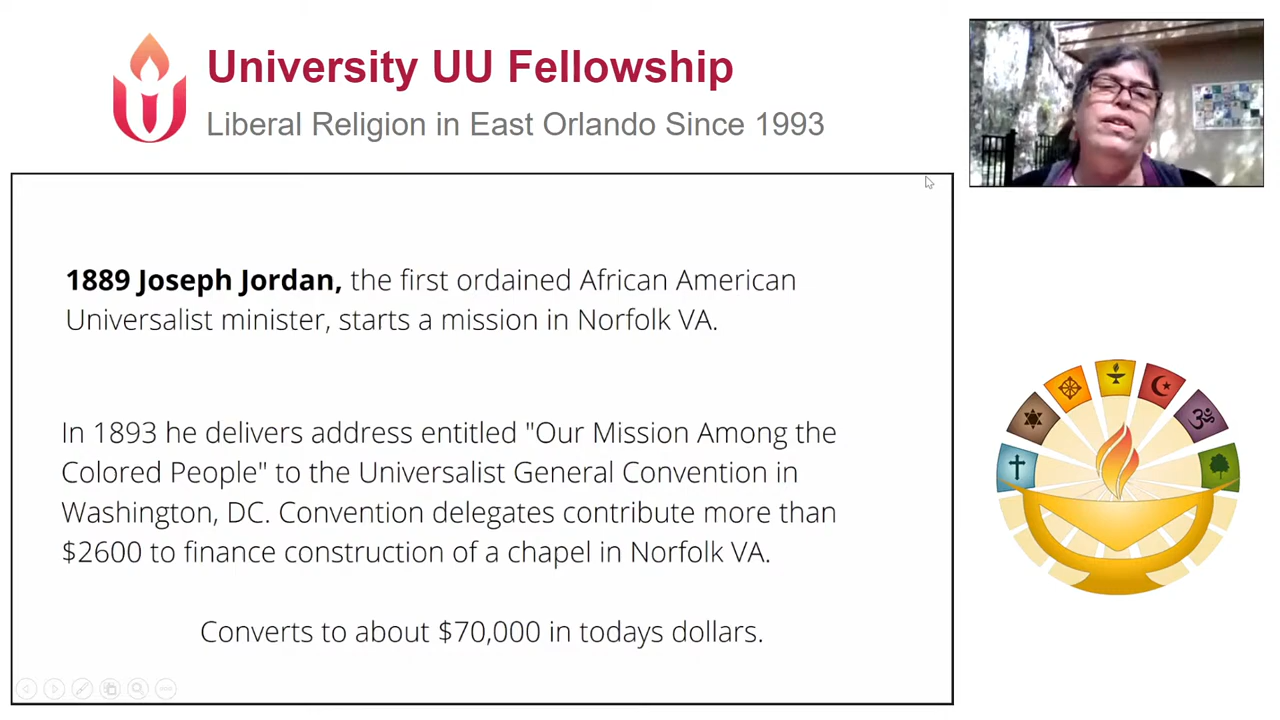 University UU Fellowship
Liberal Religion in East Orlando Since 1993
1889 Joseph Jordan, the first ordained African American
Universalist minister, starts a mission in Norfolk VA.
In 1893 he delivers address entitled "Our Mission Among the
Colored People" to the Universalist General Convention in
Washington, DC. Convention delegates contribute more than
$2600 to finance construction of a chapel in Norfolk VA.
Converts to about $70,000 in todays dollars.